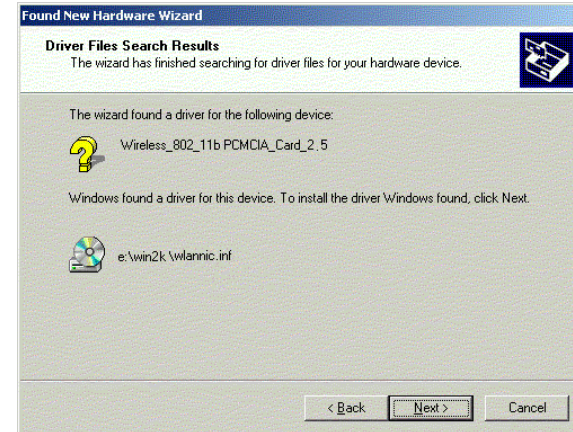 Found New Hardware Wizard
Driver Files Search Results
The wizard has finished searching for driver files for your hardware device.
The wizard found a driver for the following device:
Wireless_802_11b PCMCIA_Card_2.5
Windows found a driver for this device. To install the driver Windows found, click Next.
e:\win2k \wlannic.inf
< Back Next > Cancel